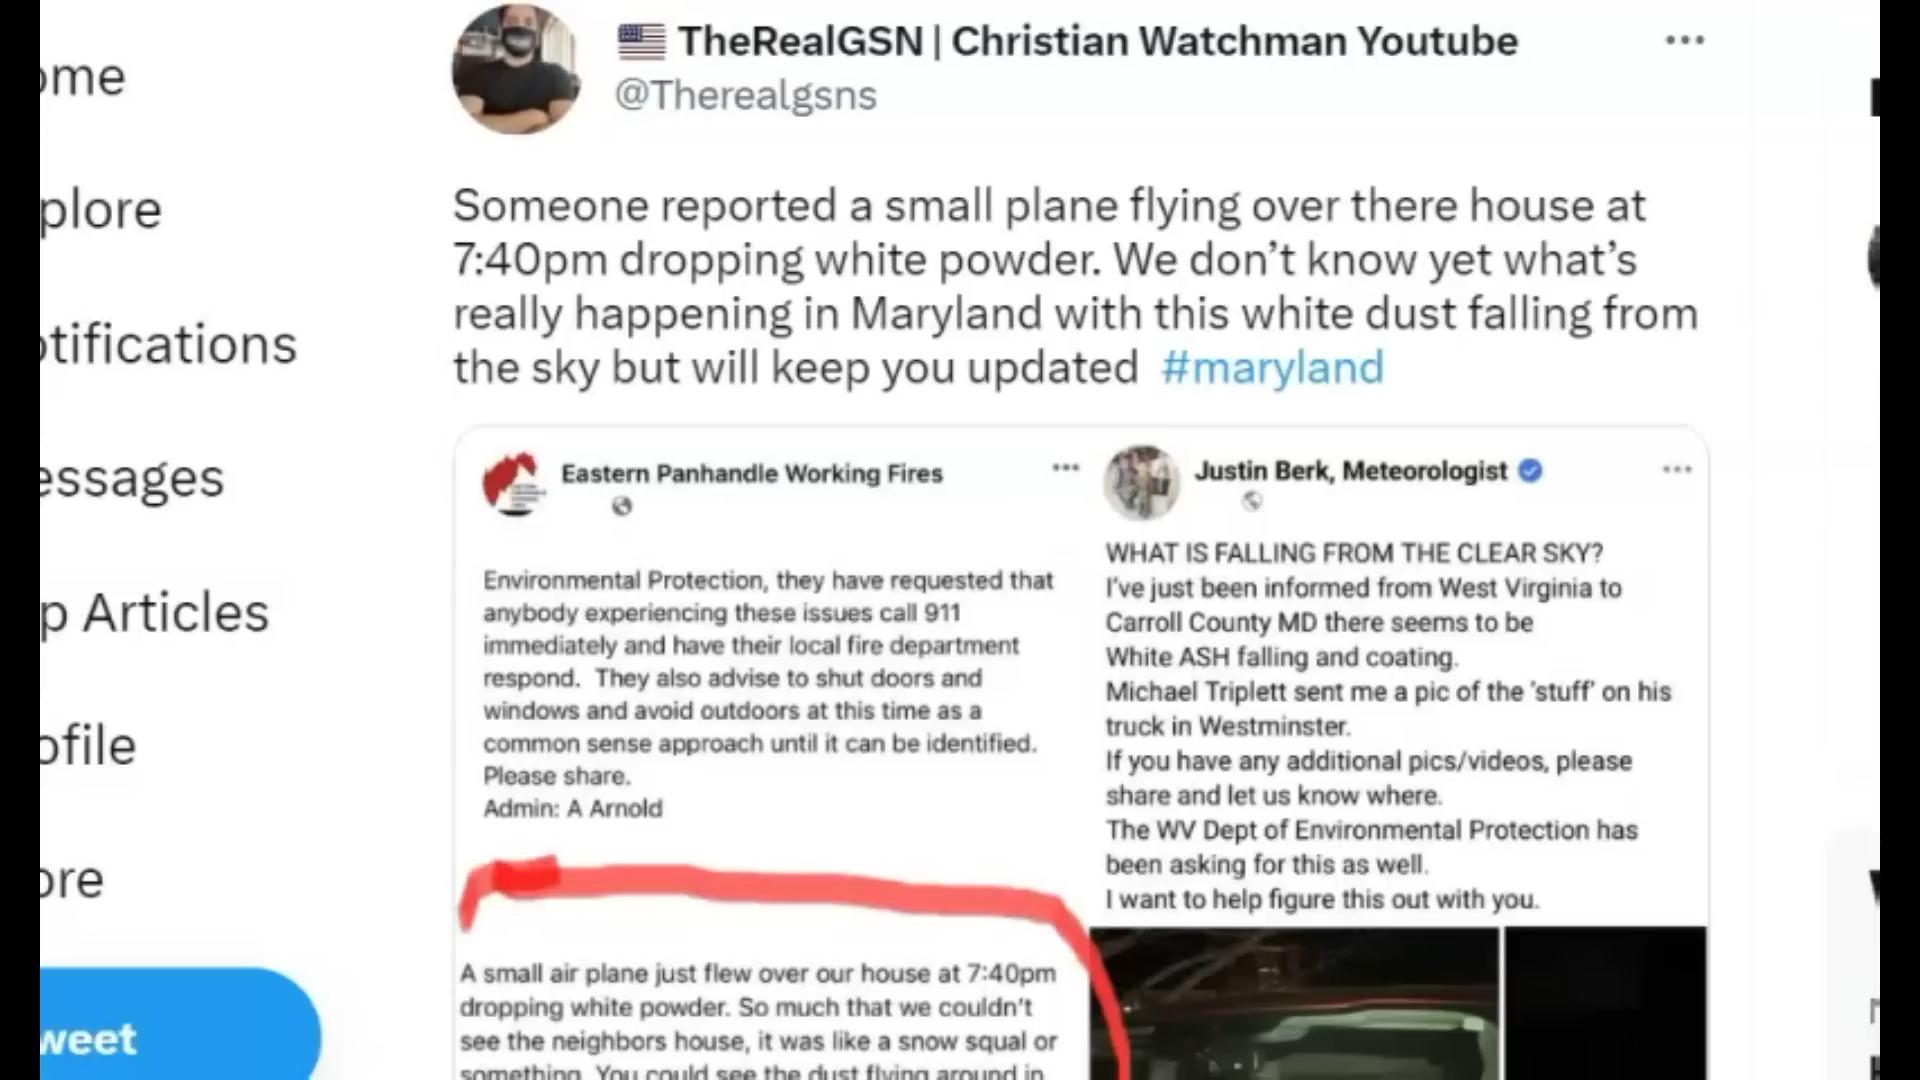 TheRealGSN | Christian Watchman Youtube
@Therealgsns
ome
plore
otifications
essages
p Articles
ofile
ore
weet
Someone reported a small plane flying over there house at
7:40pm dropping white powder. We don’t know yet what’s
really happening in Maryland with this white dust falling from
the sky but will keep you updated #maryland
Eastern Panhandle Working Fires
Environmental Protection, they have requested that
anybody experiencing these issues call 911
immediately and have their local fire department
respond. They also advise to shut doors and
windows and avoid outdoors at this time as a
common sense approach until it can be identified.
Please share.
Admin: A Arnold
A small air plane just flew over our house at 7:40pm
dropping white powder. So much that we couldn't
see the neighbors house, it was like a snow squal or
something. You could see the dust flying around in
Justin Berk, Meteorologist
WHAT IS FALLING FROM THE CLEAR SKY?
I've just been informed from West Virginia to
Carroll County MD there seems to be
White ASH falling and coating.
Michael Triplett sent me a pic of the 'stuff' on his
truck in Westminster.
If you have any additional pics/videos, please
share and let us know where.
The WV Dept of Environmental Protection has
been asking for this as well.
I want to help figure this out with you.